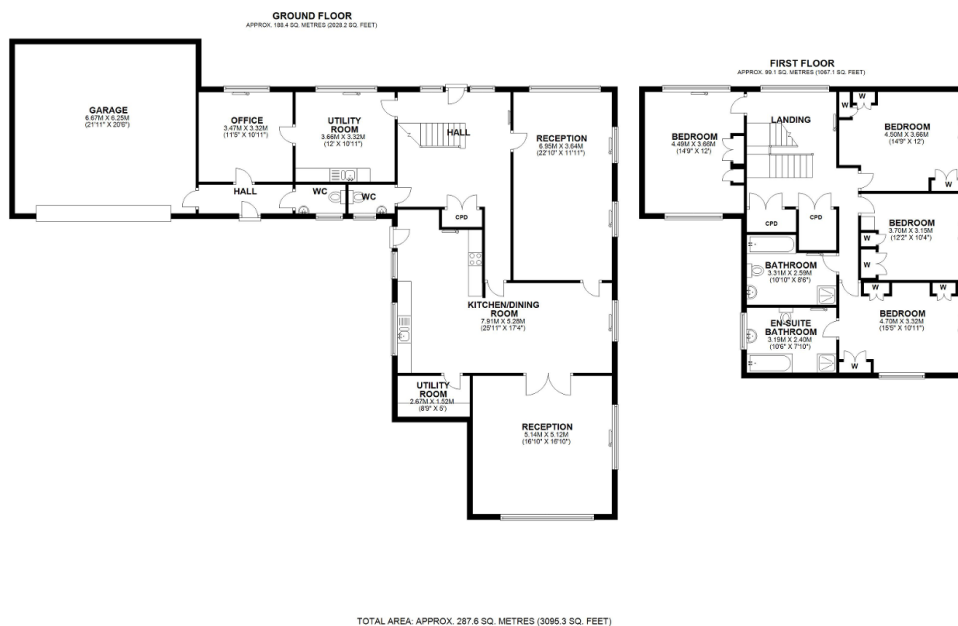 GROUND FLOOR
APPROX. 188.4 SQ. METRES (2028.2 SQ. FEET)
GARAGE
6.67M X 6.25M
(21'11" X 20'6")
OFFICE
3.47M X 3.32M
(11'5" X 10'11")
UTILITY
ROOM
3.66M X 3.32M
(12' X 10'11")
HALL
RECEPTION
6.95M X 3.64M
(22'10" X 11'11")
HALL
WC
WC
CPD
KITCHEN/DINING
ROOM
7.91M X 5.28M
(25'11" X 17'4")
UTILITY
ROOM
2.67M X 1.52M
(8'9" X 5')
RECEPTION
5.14M X 5.12M
(16'10" X 16'10")
FIRST FLOOR
APPROX. 99.1 SQ. METRES (1067.1 SQ. FEET)
BEDROOM
4.49M X 3.66M
(14'9" X 12')
LANDING
W
W
BEDROOM
4.50M X 3.66M
(14'9" X 12')
W
CPD
CPD
BEDROOM
3.70M X 3.15M
(12'2" X 10'4")
W
W
BATHROOM
3.31M X 2.59M
(10'10" X 8'6")
W
W
BEDROOM
4.70M X 3.32M
(15'5" X 10'11")
EN-SUITE
BATHROOM
3.19M X 2.40M
(10'6" X 7'10")
W
TOTAL AREA: APPROX. 287.6 SQ. METRES (3095.3 SQ. FEET)